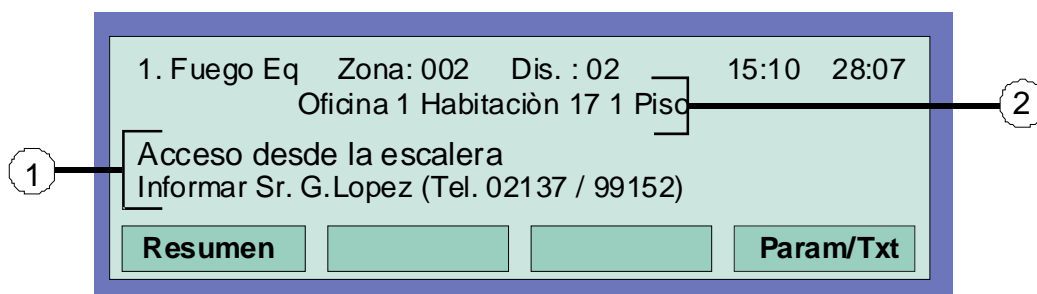 1. Fuego Eq Zona: 002 Dis. : 02 15:10 28:07
Oficina 1 Habitaciòn 17 1 Piso
2
Acceso desde la escalera
1
Informar Sr. G.Lopez (Tel. 02137 / 99152)
Resumen Param/Txt